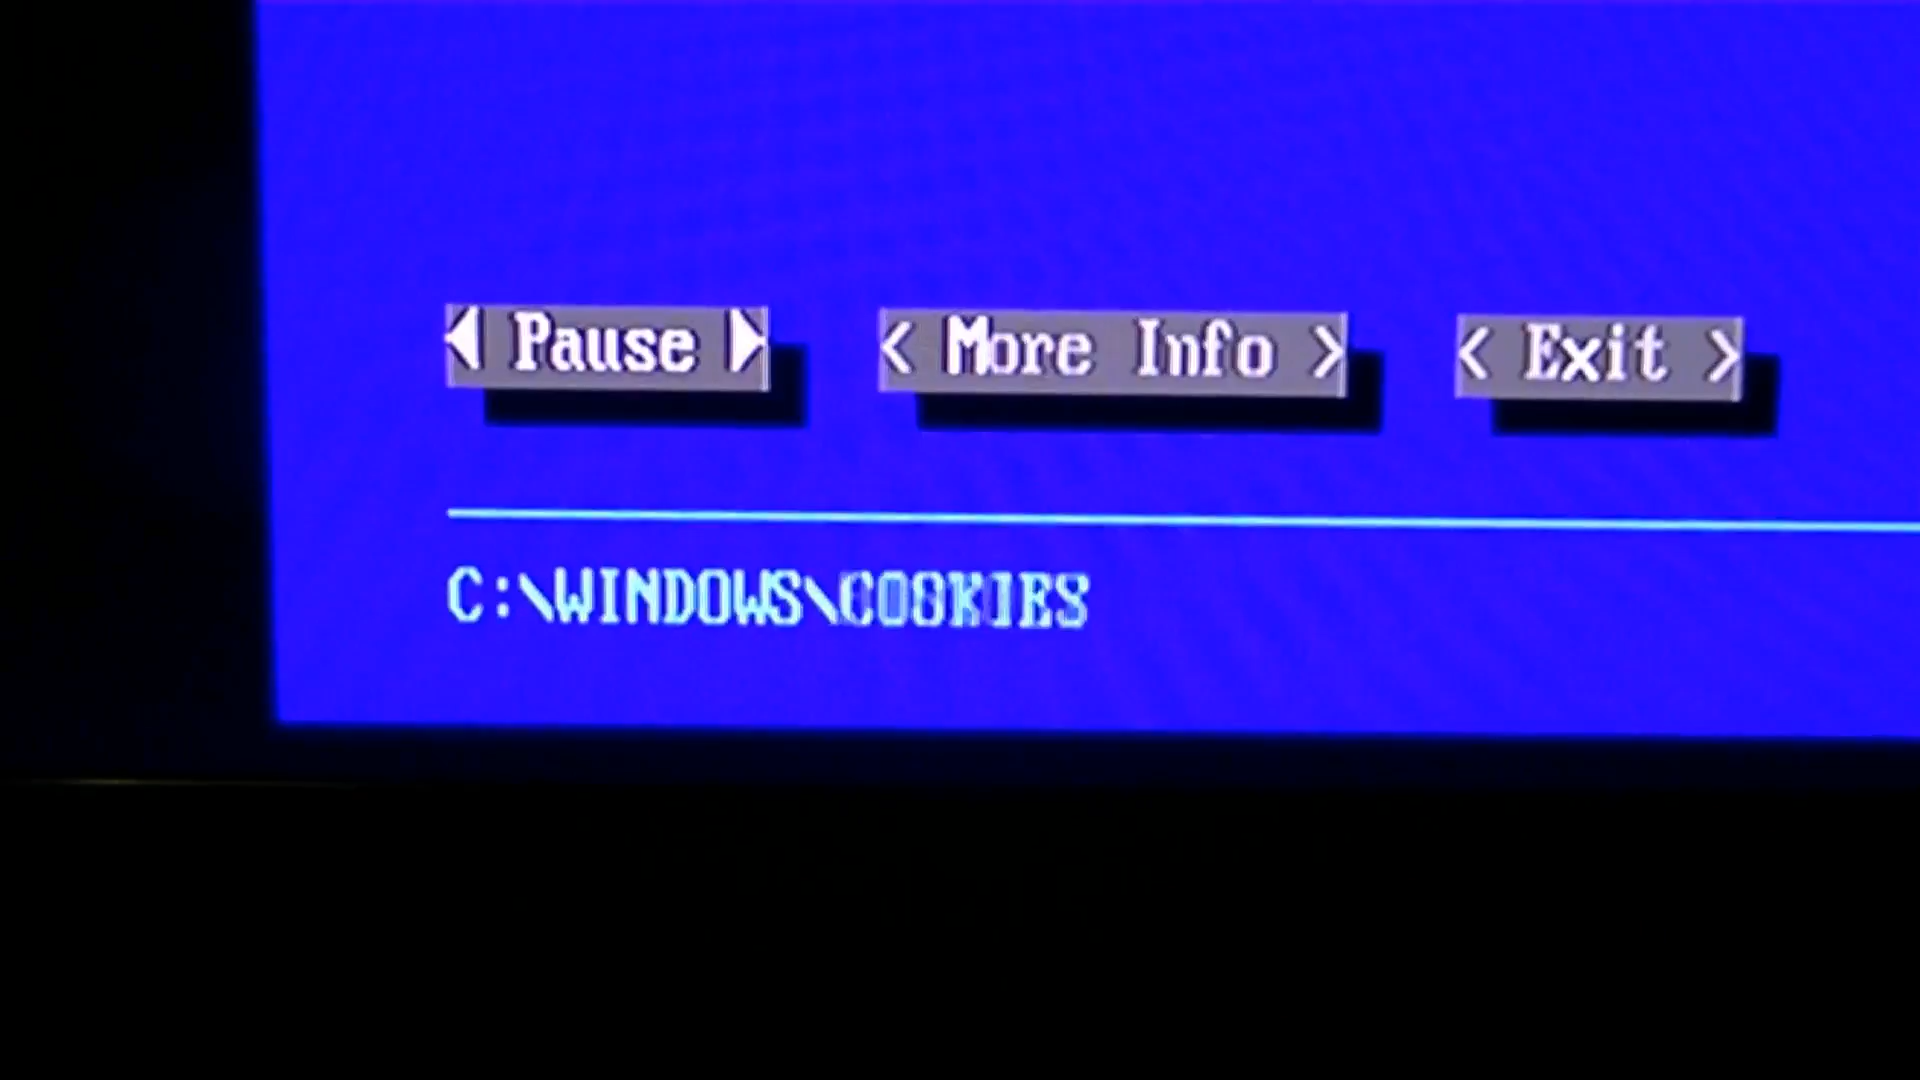 ◄ Pause ► < More Info > < Exit >
C:\WINDOWS\COOKIES